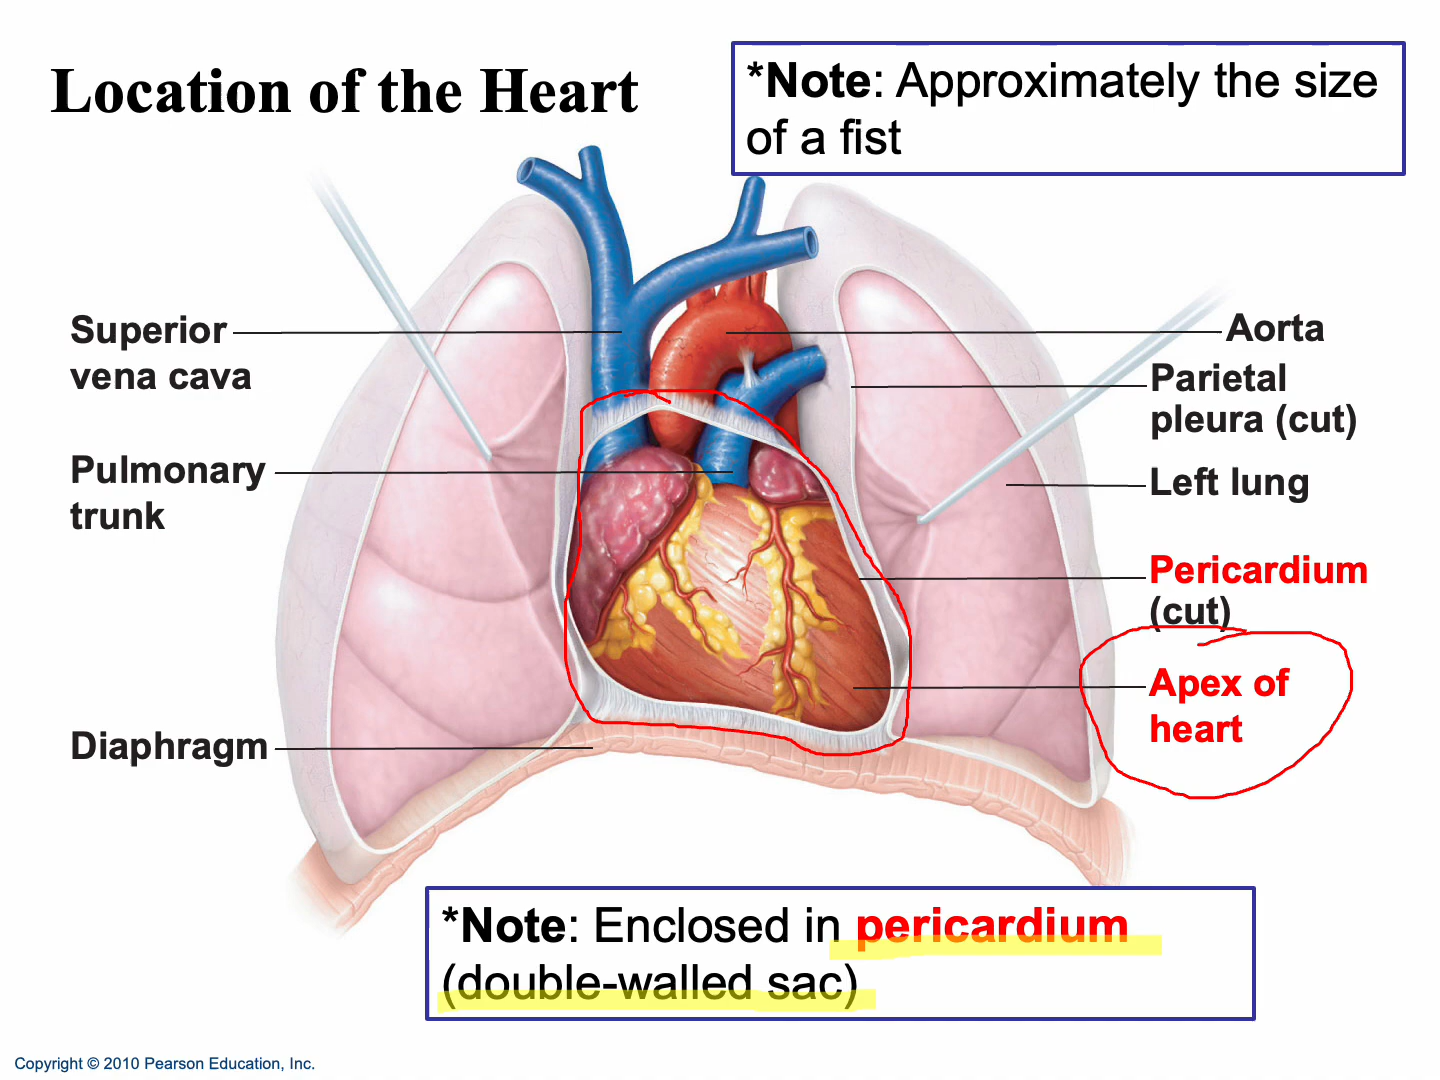 Location of the Heart
*Note: Approximately the size
of a fist
Superior
vena cava
Pulmonary
trunk
Diaphragm
Aorta
Parietal
pleura (cut)
Left lung
Pericardium
(cut)
Apex of
heart
*Note: Enclosed in pericardium
(double-walled sac)
Copyright © 2010 Pearson Education, Inc.